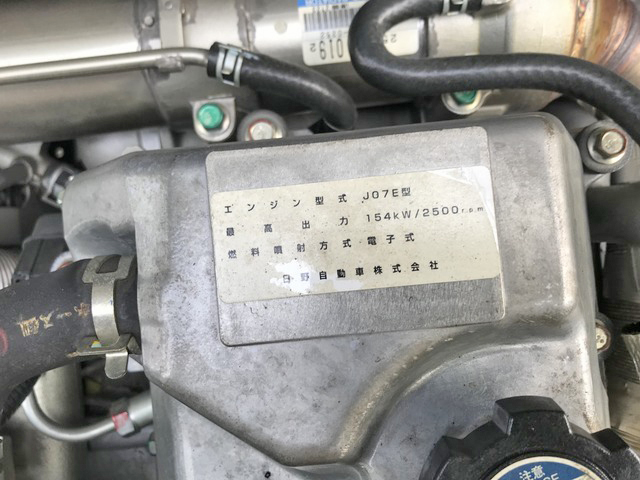 019
エンジン型式 J07E型
最高出力 154kW/2500r.p.m
燃料噴射方式 電子式
日野自動車株式会社
注意